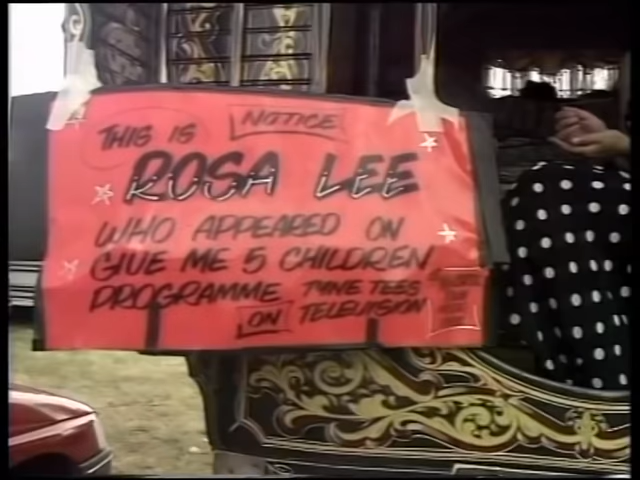 NOTICE
THIS IS
ROSA LEE
WHO APPEARED ON
GIVE ME 5 CHILDREN
PROGRAMME TYNE TEES
ON TELEVISION